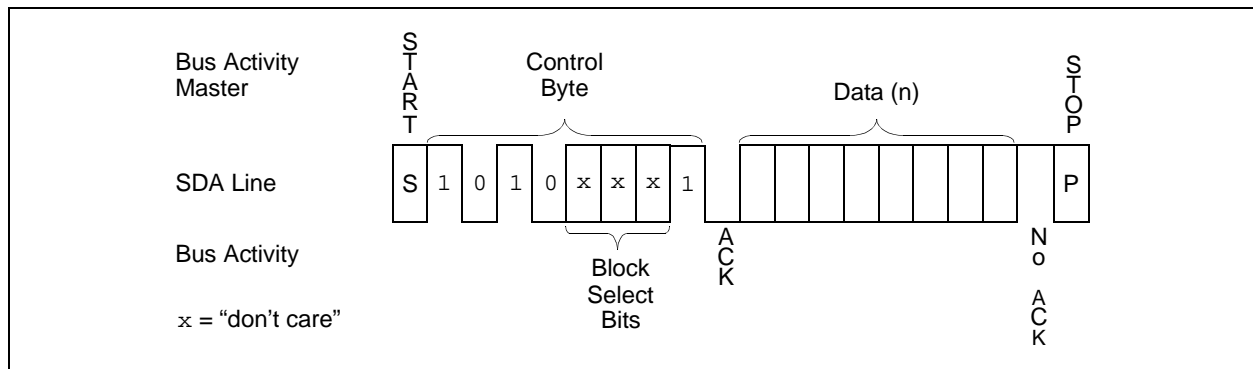 Bus Activity
Master
START
Control
Byte
Data (n)
STOP
SDA Line
S 1 0 1 0 x x x 1 P
Bus Activity
ACK
No ACK
Block
Select
Bits
x = “don’t care”